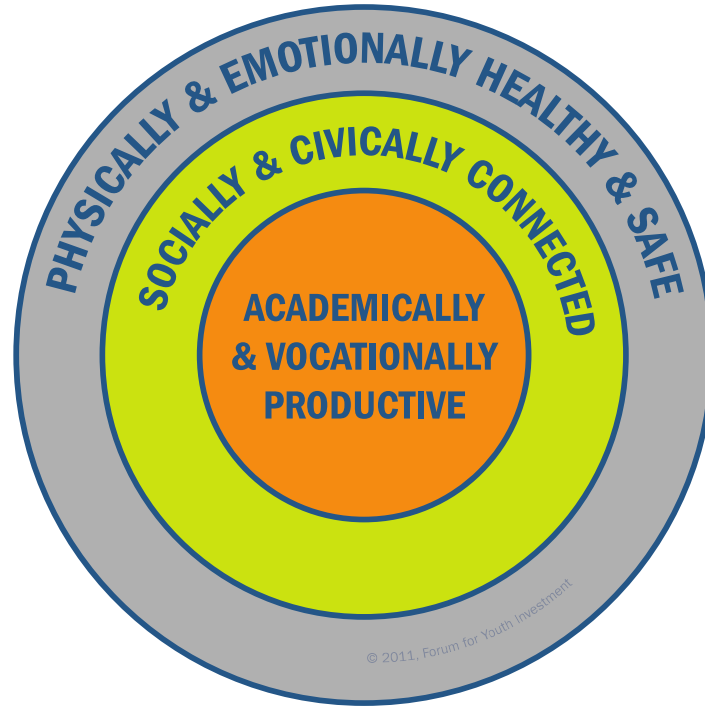 PHYSICALLY & EMOTIONALLY HEALTHY & SAFE
SOCIALLY & CIVICALLY CONNECTED
ACADEMICALLY
& VOCATIONALLY
PRODUCTIVE
© 2011, Forum for Youth Investment